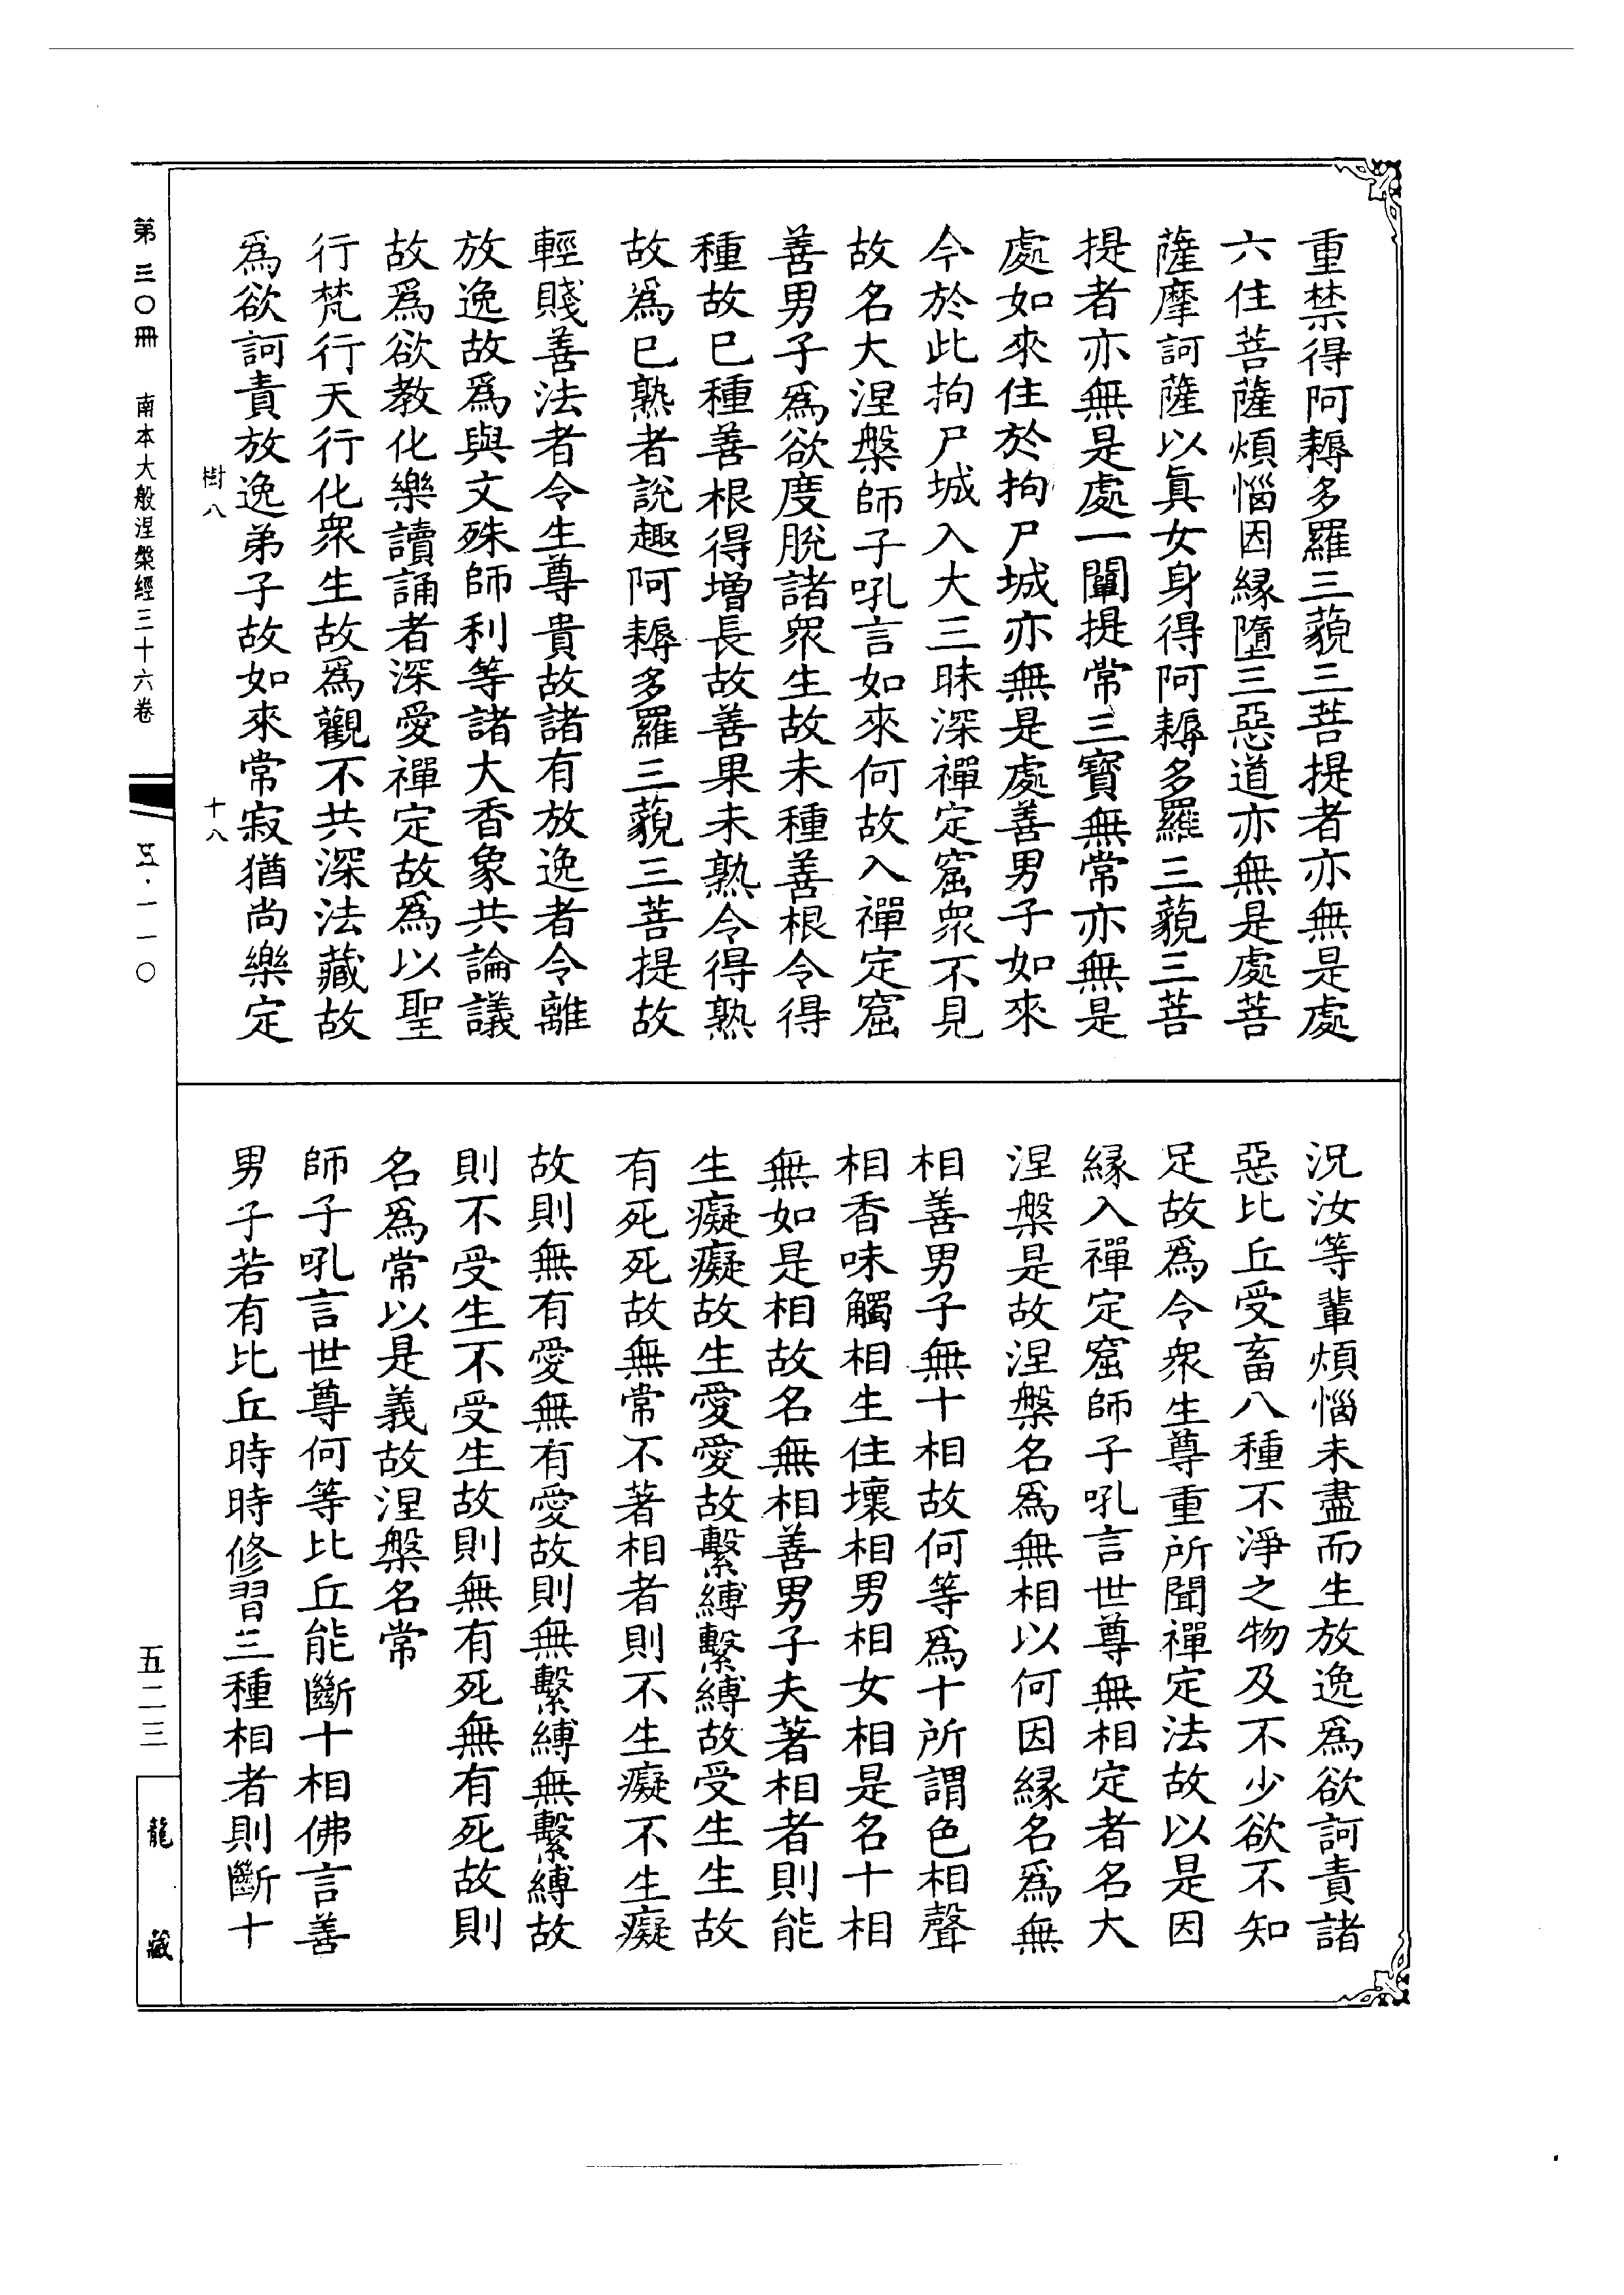 重禁得阿耨多羅三藐三菩提者亦無是處
六住菩薩煩惱因緣墮三惡道亦無是處菩
薩摩訶薩以真女身得阿耨多羅三藐三菩
提者亦無是處一闡提常三寶無常亦無是
處如來住於拘尸城亦無是處善男子如來
今於此拘尸城入大三昧深禪定窟衆不見
故名大涅槃師子吼言如來何故入禪定窟
善男子爲欲度脫諸衆生故未種善根令得
種故已種善根得增長故善果未熟令得熟
故爲已熟者說趣阿耨多羅三藐三菩提故
輕賤善法者令生尊貴故諸有放逸者令離
放逸故爲與文殊師利等諸大香象共論議
故爲欲教化樂讀誦者深愛禪定故爲以聖
行梵行天行化衆生故爲觀不共深法藏故
爲欲訶責放逸弟子故如來常寂猶尚樂定
樹八
十八
況汝等輩煩惱未盡而生放逸爲欲訶責諸
惡比丘受畜八種不淨之物及不少欲不知
足故爲令衆生尊重所聞禪定法故以是因
緣入禪定窟師子吼言世尊無相定者名大
涅槃是故涅槃名爲無相以何因緣名爲無
相善男子無十相故何等爲十所謂色相聲
相香味觸相生住壞相男相女相是名十相
無如是相故名無相善男子夫著相者則能
生癡癡故生愛愛故繫縛繫縛故受生生故
有死死故無常不著相者則不生癡不生癡
故則無有愛無有愛故則無繫縛無繫縛故
則不受生不受生故則無有死無有死故則
名爲常以是義故涅槃名常
師子吼言世尊何等比丘能斷十相佛言善
男子若有比丘時時修習三種相者則斷十
第三〇冊 南本大般涅槃經三十六卷
五·一一〇
五二三
龍藏